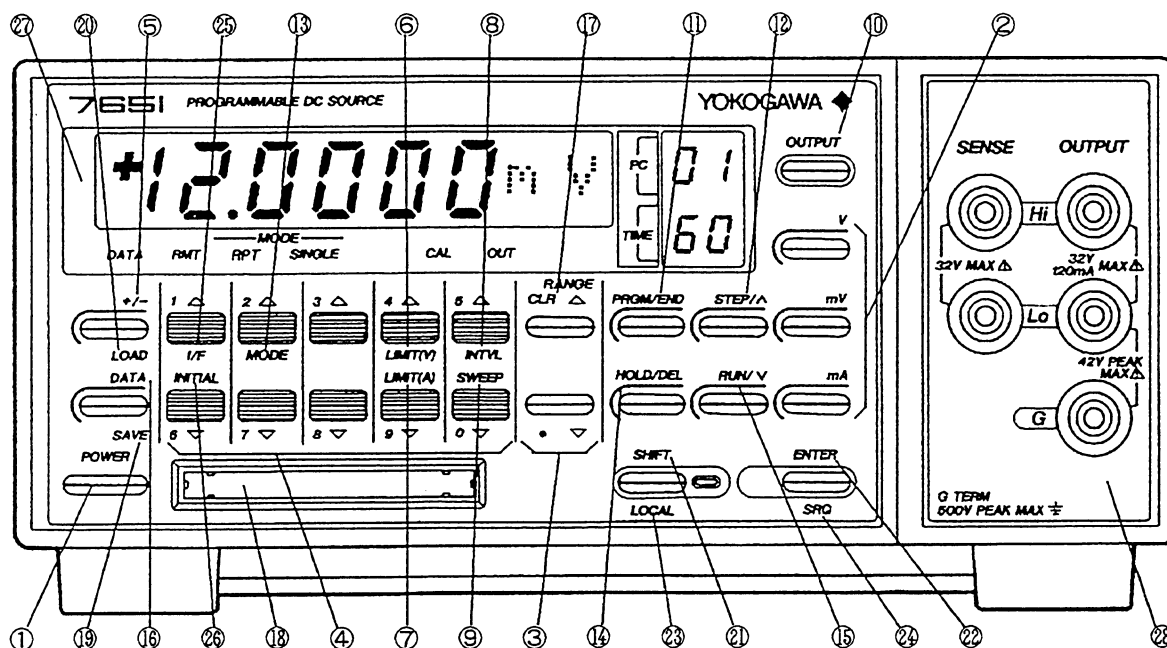 ㉗ ⑳ ⑤ ㉕ ⑬ ⑥ ⑧ ⑰ ⑪ ⑫ ⑩ ②
7651 PROGRAMMABLE DC SOURCE YOKOGAWA
+12.0000 m V
PC 01
TIME 60
MODE
DATA RMT RPT SINGLE CAL OUT
OUTPUT
V
SENSE OUTPUT
Hi
32V MAX ⚠ 32V 120mA MAX ⚠
+/- 1 △ 2 △ 3 △ 4 △ 5 △ RANGE
CLR △ PRGM/END STEP/∧ mV
Lo
LOAD I/F MODE LIMIT(V) INTVL
DATA INITIAL LIMIT(A) SWEEP HOLD/DEL RUN/∨ mA
42V PEAK MAX ⚠
G
SAVE 6 ▽ 7 ▽ 8 ▽ 9 ▽ 0 ▽ • ▽
POWER SHIFT ENTER
LOCAL SRQ
G TERM
500V PEAK MAX ⏚
① ⑲ ⑯ ㉖ ⑱ ④ ⑦ ⑨ ③ ⑭ ㉓ ㉑ ⑮ ㉔ ㉒ ㉘